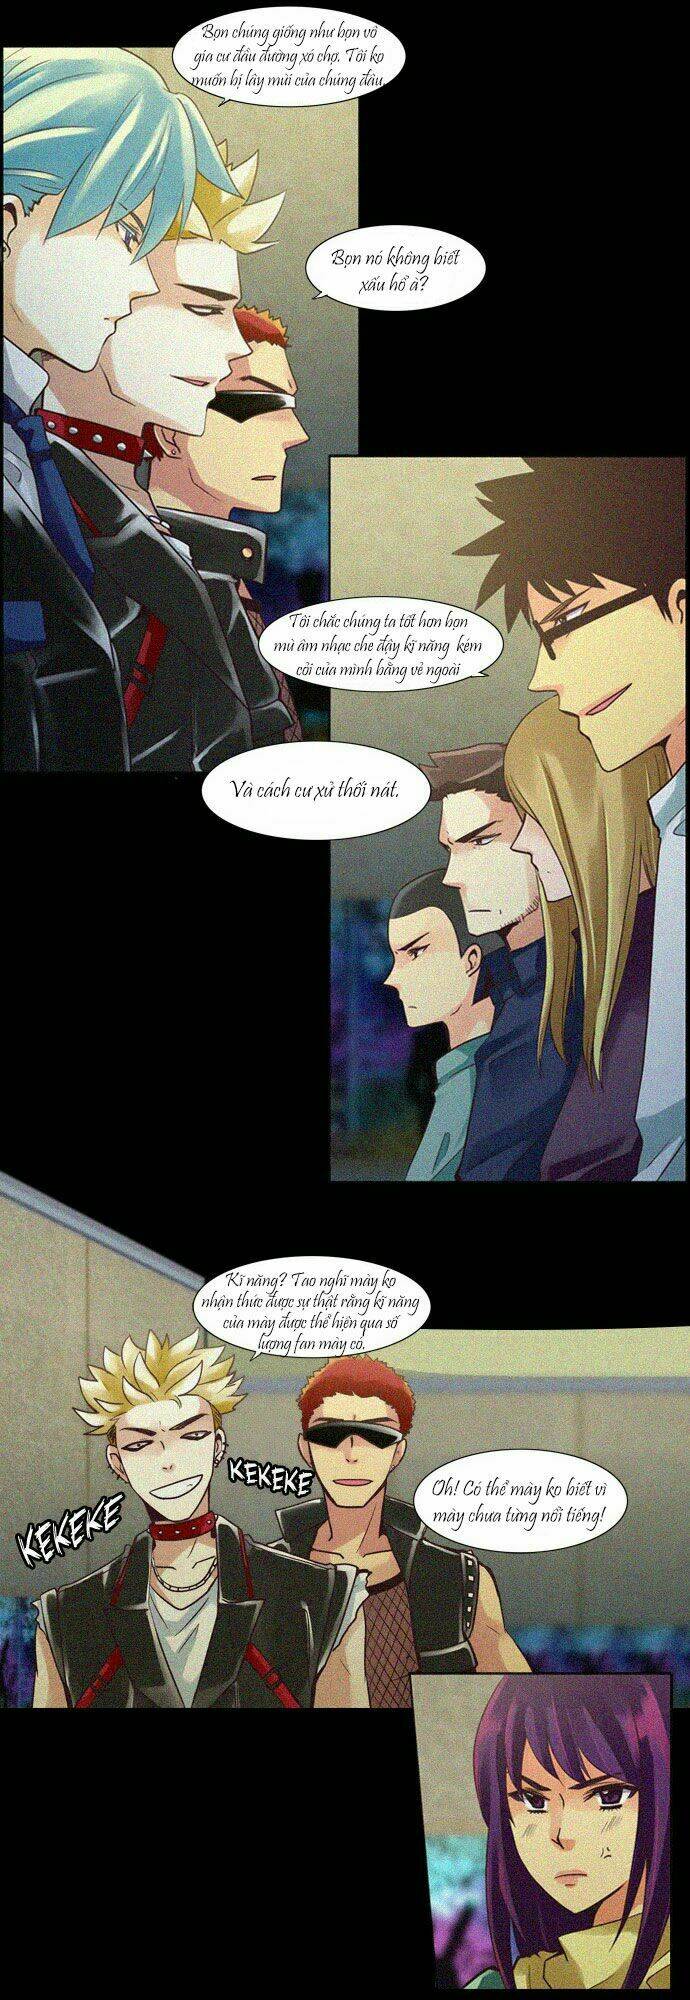 Bọn chúng giống như bọn vô
gia cư đầu đường xó chợ. Tôi ko
muốn bị lây mùi của chúng đâu.
Bọn nó không biết
xấu hổ à?
Tôi chắc chúng ta tốt hơn bọn
mù âm nhạc che đậy kĩ năng kém
cỏi của mình bằng vẻ ngoài
Và cách cư xử thối nát.
Kĩ năng? Tao nghĩ mày ko
nhận thức được sự thật rằng kĩ năng
của mày được thể hiện qua số
lượng fan mày có.
KEKEKE
KEKEKE
Oh! Có thể mày ko biết vì
mày chưa từng nổi tiếng!